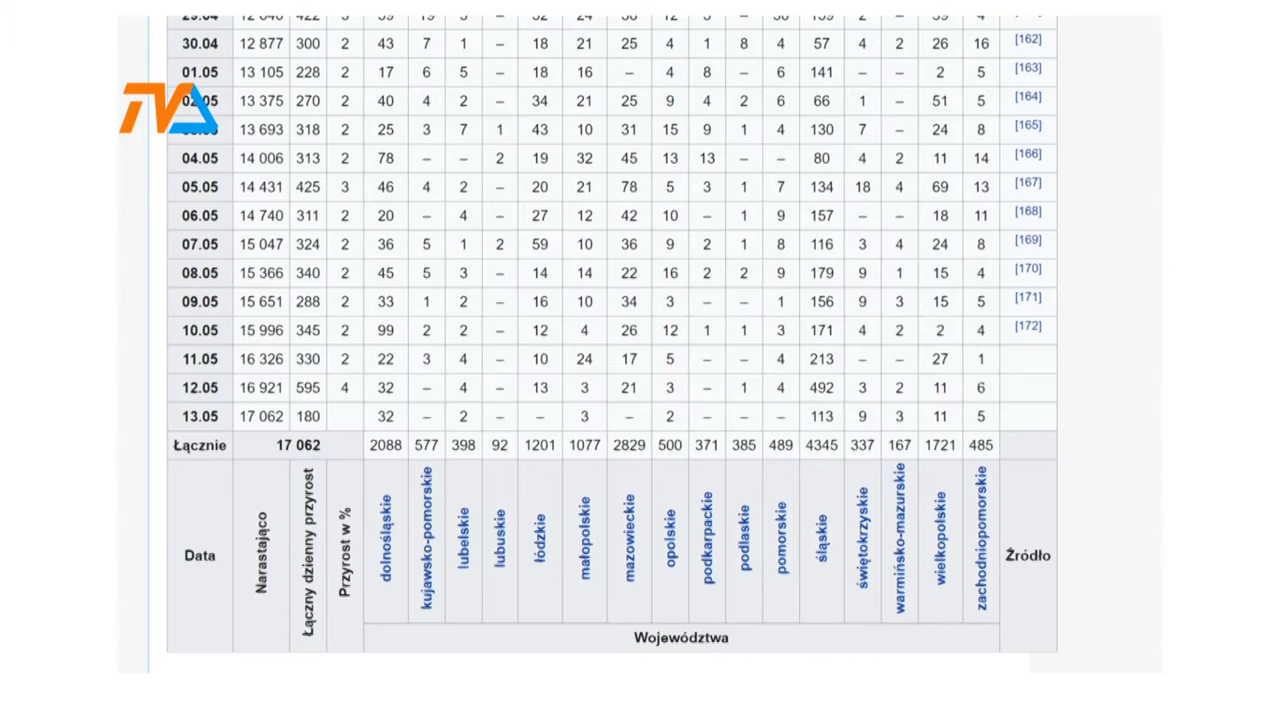 30.04 12 877 300 2 43 7 1 – 18 21 25 4 1 8 4 57 4 2 26 16 [162]
01.05 13 105 228 2 17 6 5 – 18 16 – 4 8 – 6 141 – – 2 5 [163]
02.05 13 375 270 2 40 4 2 – 34 21 25 9 4 2 6 66 1 – 51 5 [164]
TVA
13 693 318 2 25 3 7 1 43 10 31 15 9 1 4 130 7 – 24 8 [165]
04.05 14 006 313 2 78 – – 2 19 32 45 13 13 – – 80 4 2 11 14 [166]
05.05 14 431 425 3 46 4 2 – 20 21 78 5 3 1 7 134 18 4 69 13 [167]
06.05 14 740 311 2 20 – 4 – 27 12 42 10 – 1 9 157 – – 18 11 [168]
07.05 15 047 324 2 36 5 1 2 59 10 36 9 2 1 8 116 3 4 24 8 [169]
08.05 15 366 340 2 45 5 3 – 14 14 22 16 2 2 9 179 9 1 15 4 [170]
09.05 15 651 288 2 33 1 2 – 16 10 34 3 – – 1 156 9 3 15 5 [171]
10.05 15 996 345 2 99 2 2 – 12 4 26 12 1 1 3 171 4 2 2 4 [172]
11.05 16 326 330 2 22 3 4 – 10 24 17 5 – – 4 213 – – 27 1
12.05 16 921 595 4 32 – 4 – 13 3 21 3 – 1 4 492 3 2 11 6
13.05 17 062 180 32 – 2 – – 3 – 2 – – – 113 9 3 11 5
Łącznie 17 062 2088 577 398 92 1201 1077 2829 500 371 385 489 4345 337 167 1721 485
Data Narastająco Łączny dzienny przyrost Przyrost w % dolnośląskie kujawsko-pomorskie lubelskie lubuskie łódzkie małopolskie mazowieckie opolskie podkarpackie podlaskie pomorskie śląskie świętokrzyskie warmińsko-mazurskie wielkopolskie zachodniopomorskie Źródło
Województwa